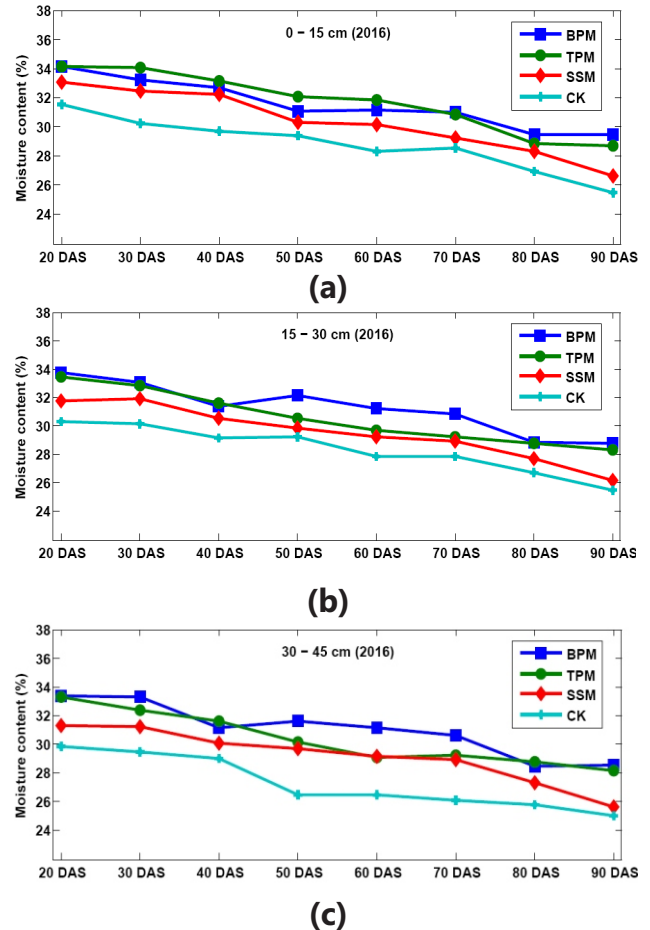 38
36
34
32
30
28
26
24
Moisture content (%)
0 – 15 cm (2016)
BPM
TPM
SSM
CK
20 DAS 30 DAS 40 DAS 50 DAS 60 DAS 70 DAS 80 DAS 90 DAS
(a)
38
36
34
32
30
28
26
24
Moisture content (%)
15 – 30 cm (2016)
BPM
TPM
SSM
CK
20 DAS 30 DAS 40 DAS 50 DAS 60 DAS 70 DAS 80 DAS 90 DAS
(b)
38
36
34
32
30
28
26
24
Moisture content (%)
30 – 45 cm (2016)
BPM
TPM
SSM
CK
20 DAS 30 DAS 40 DAS 50 DAS 60 DAS 70 DAS 80 DAS 90 DAS
(c)